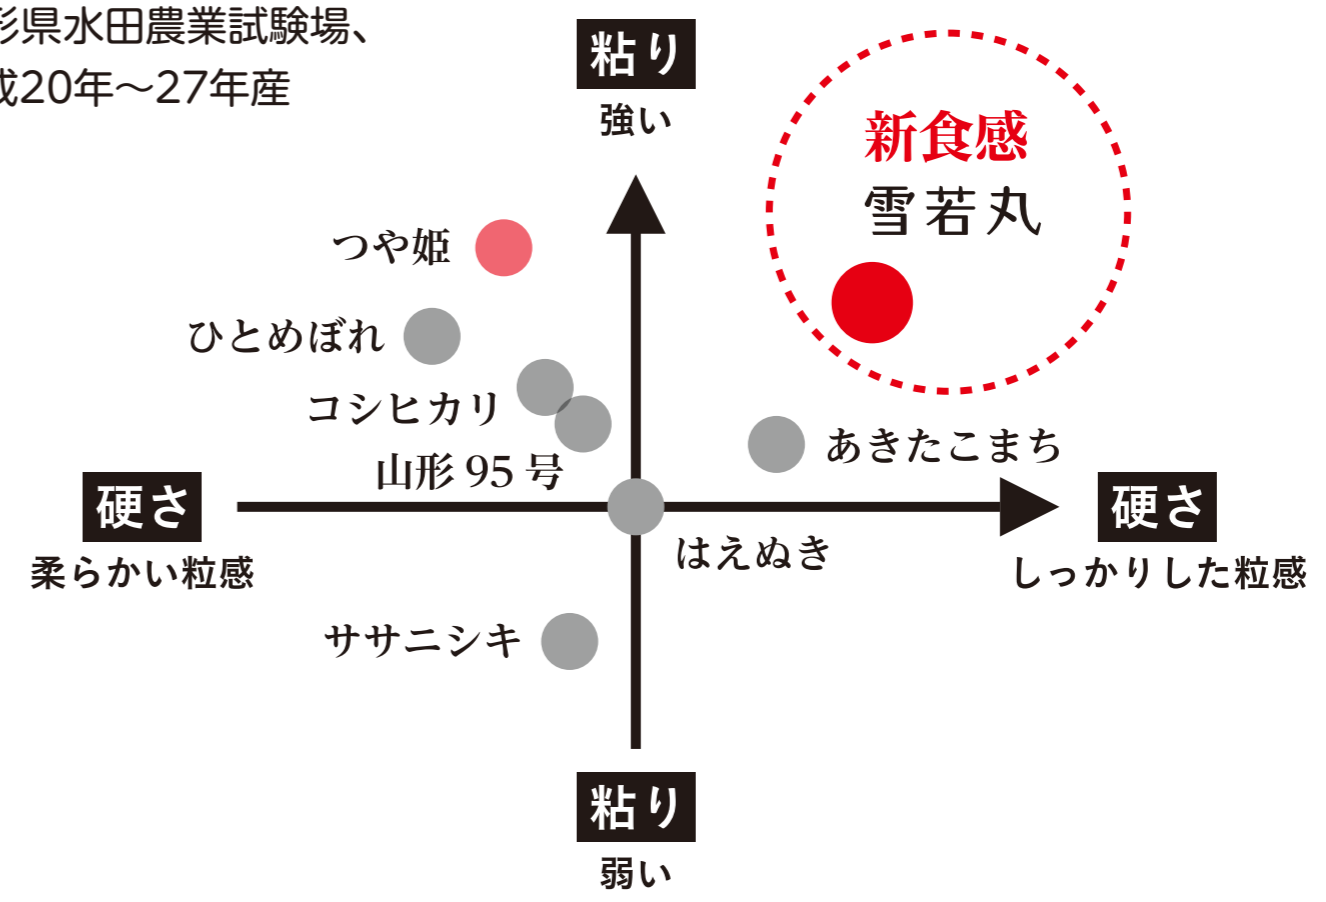 形県水田農業試験場、
成20年～27年産
粘り
強い
新食感
雪若丸
つや姫
ひとめぼれ
コシヒカリ
山形 95 号
あきたこまち
硬さ
柔らかい粒感
硬さ
しっかりした粒感
はえぬき
ササニシキ
粘り
弱い